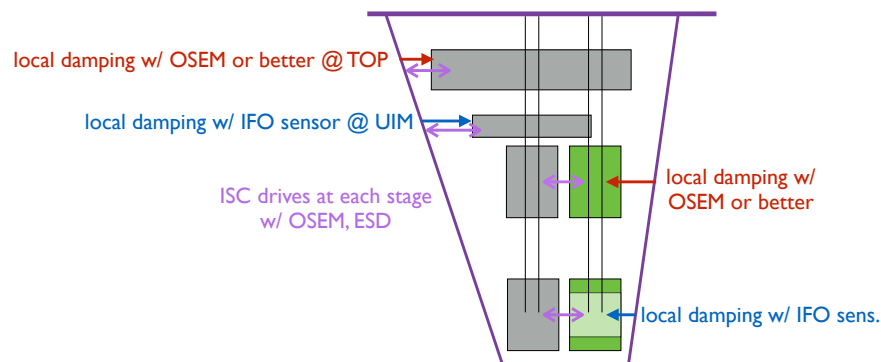 local damping w/ OSEM or better @ TOP
local damping w/ IFO sensor @ UIM
ISC drives at each stage
w/ OSEM, ESD
local damping w/
OSEM or better
local damping w/ IFO sens.